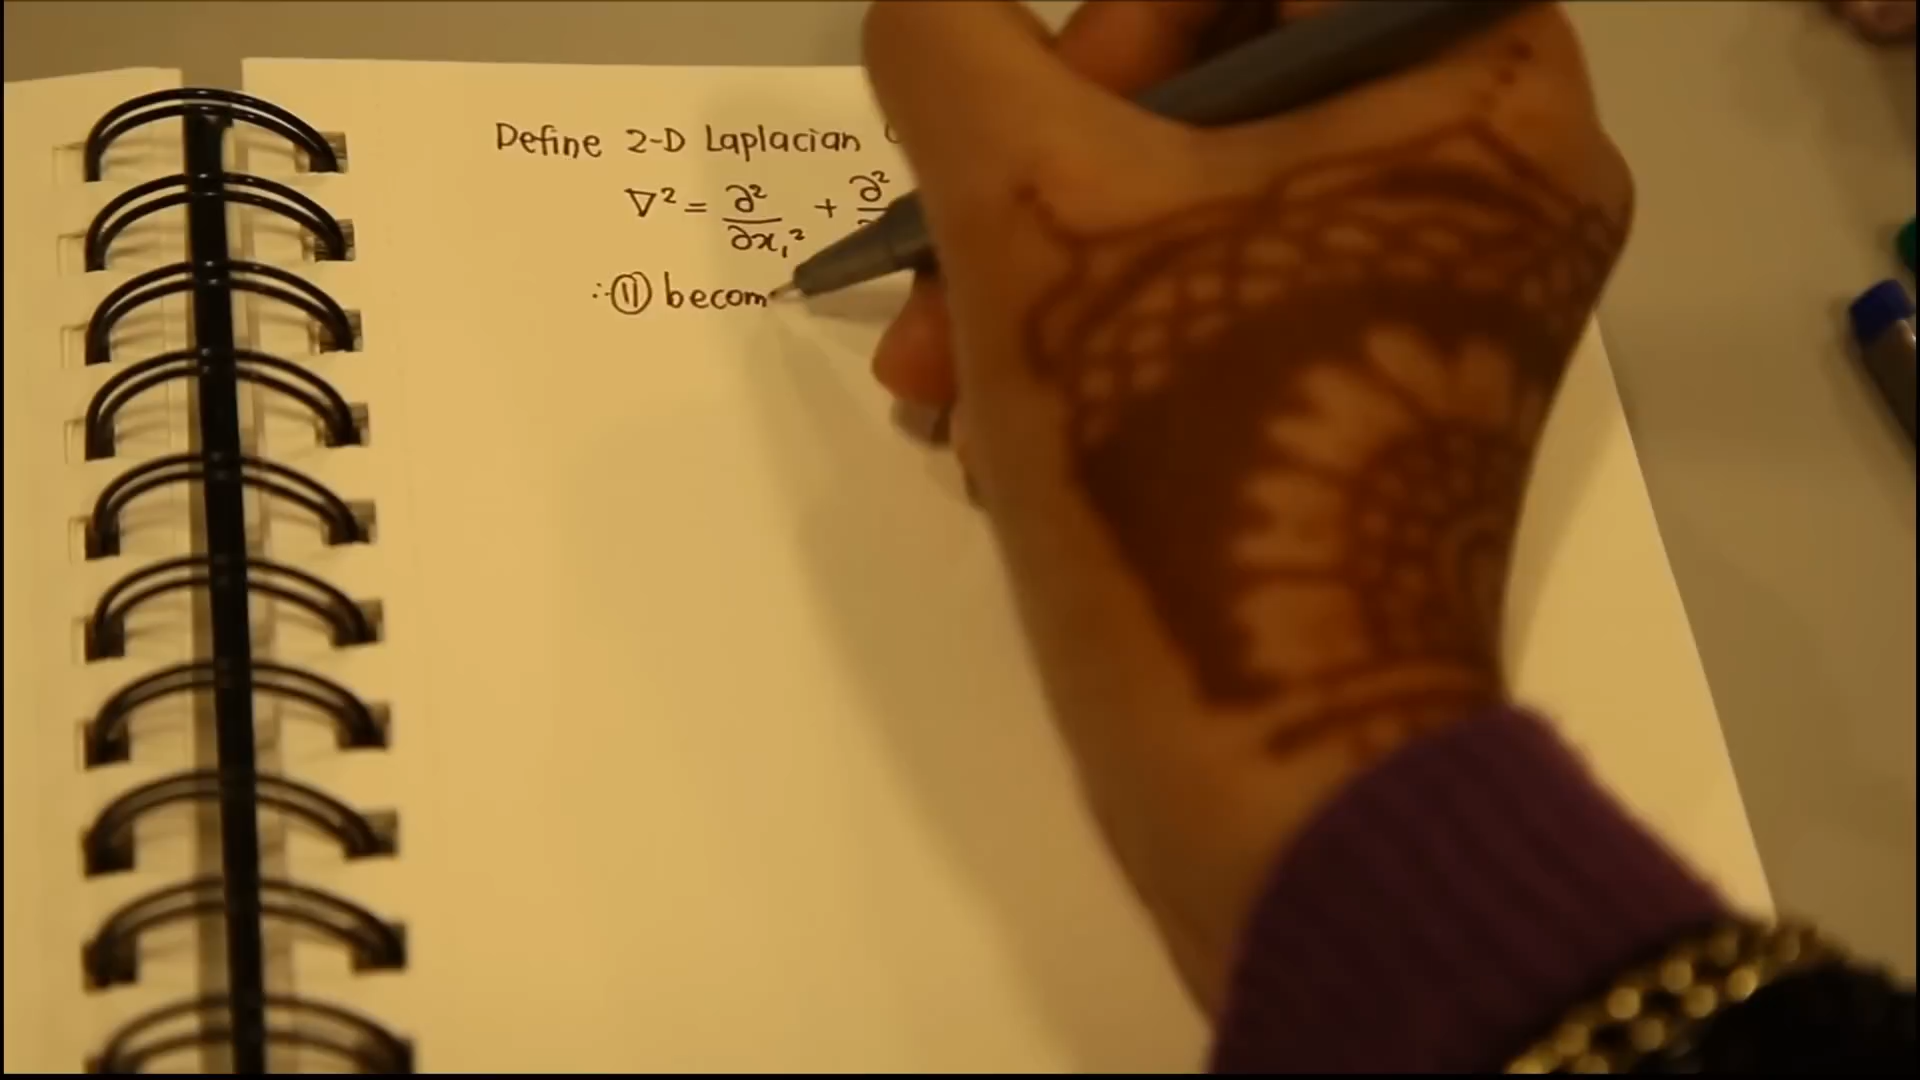 Define 2-D Laplacian
∇² = ∂²/∂x₁² + ∂²
∴ ⑪ becom